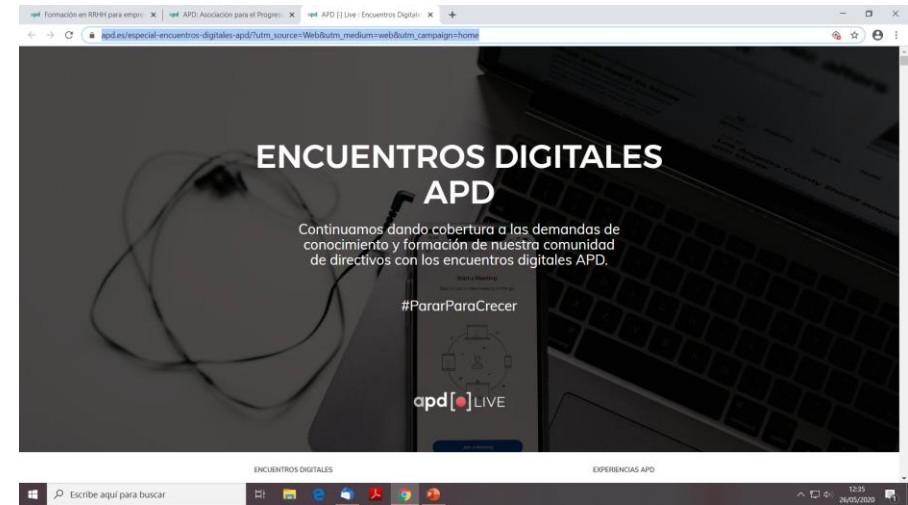 Formación en RRHH para empre
APD: Asociación para el Progres
APD [·] Live : Encuentros Digitale
apd.es/especial-encuentros-digitales-apd/?utm_source=Web&utm_medium=web&utm_campaign=home
ENCUENTROS DIGITALES
APD
Continuamos dando cobertura a las demandas de
conocimiento y formación de nuestra comunidad
de directivos con los encuentros digitales APD.
Start a Meeting
#PararParaCrecer
apd[●]LIVE
ENCUENTROS DIGITALES
EXPERIENCIAS APD
Escribe aquí para buscar
12:35
26/05/2020